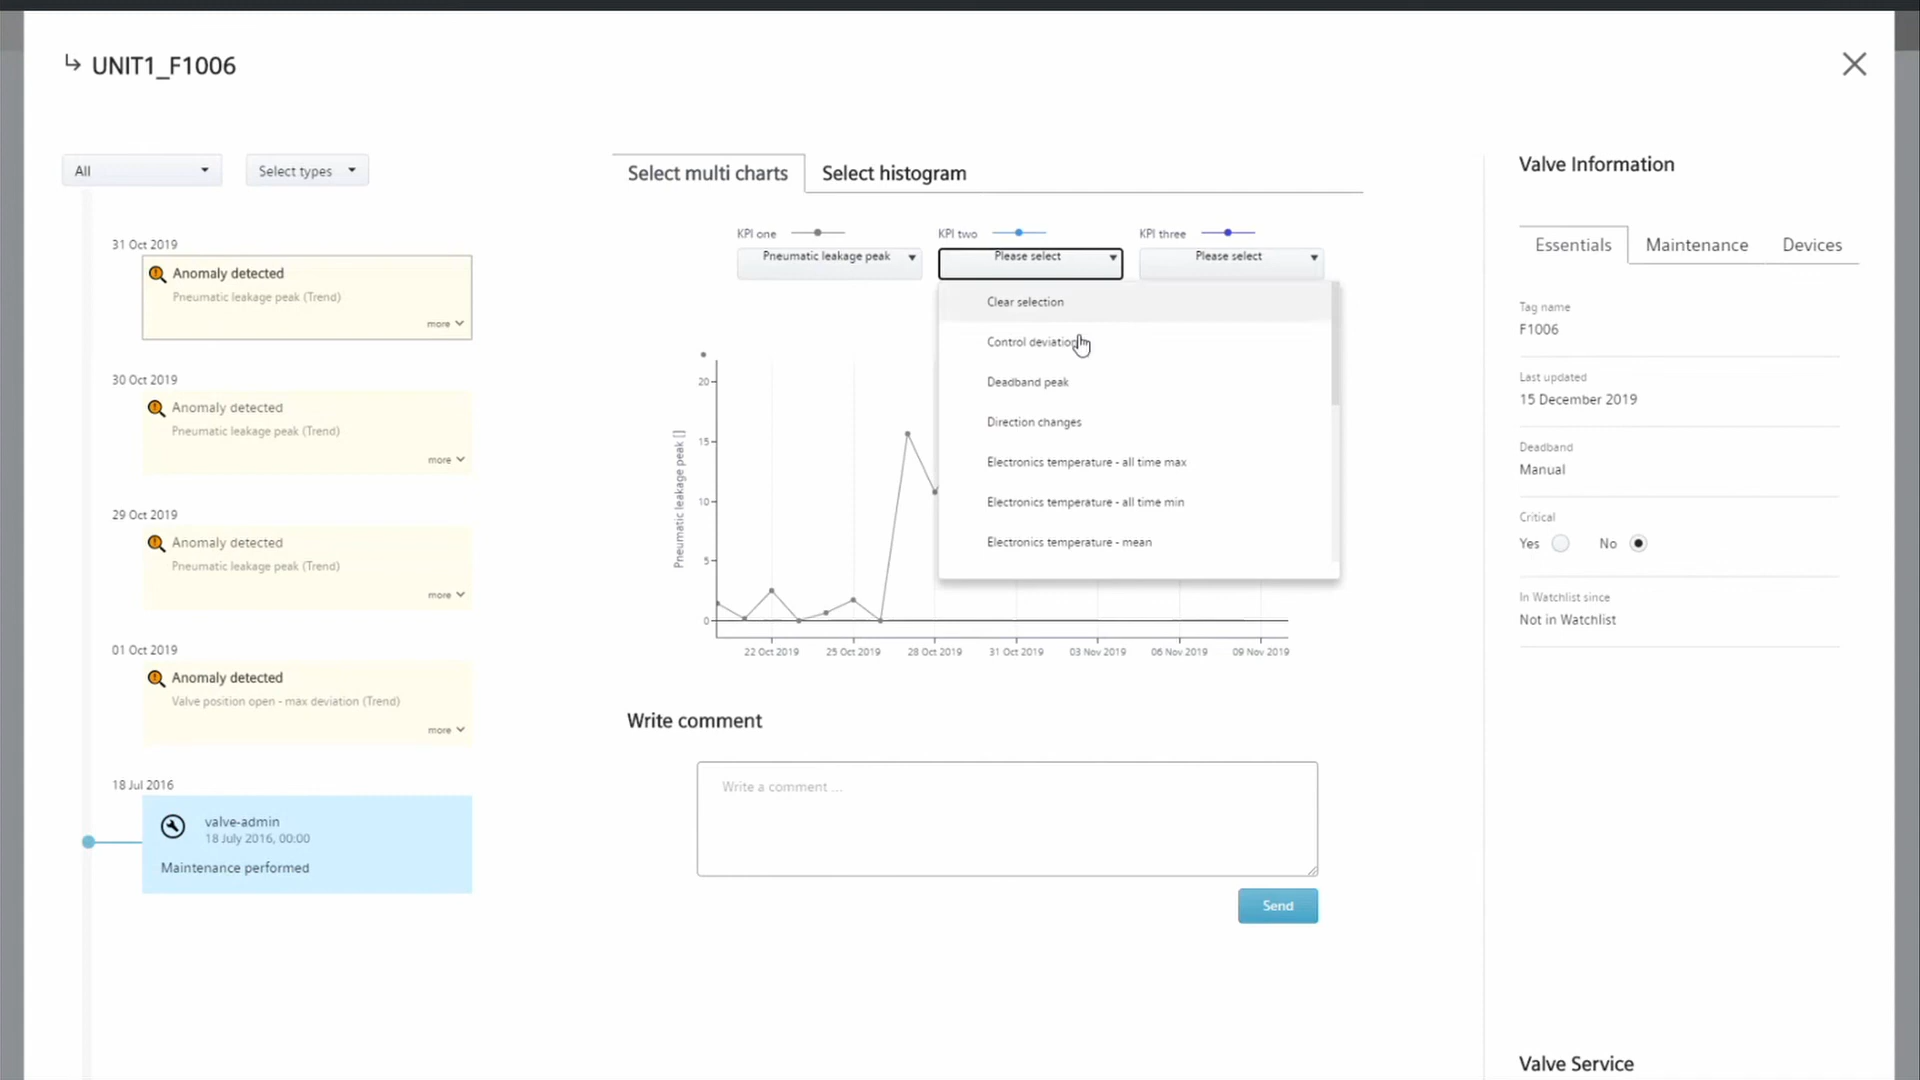 UNIT1_F1006
All
Select types
31 Oct 2019
Anomaly detected
Pneumatic leakage peak (Trend)
more
30 Oct 2019
Anomaly detected
Pneumatic leakage peak (Trend)
more
29 Oct 2019
Anomaly detected
Pneumatic leakage peak (Trend)
more
01 Oct 2019
Anomaly detected
Valve position open - max deviation (Trend)
more
18 Jul 2016
valve-admin
18 July 2016, 00:00
Maintenance performed
Select multi charts
Select histogram
KPI one
Pneumatic leakage peak
KPI two
Please select
KPI three
Please select
Clear selection
Control deviation
Deadband peak
Direction changes
Electronics temperature - all time max
Electronics temperature - all time min
Electronics temperature - mean
Pneumatic leakage peak []
20
15
10
5
0
22 Oct 2019
25 Oct 2019
28 Oct 2019
31 Oct 2019
03 Nov 2019
06 Nov 2019
09 Nov 2019
Write comment
Write a comment ...
Send
Valve Information
Essentials
Maintenance
Devices
Tag name
F1006
Last updated
15 December 2019
Deadband
Manual
Critical
Yes
No
In Watchlist since
Not in Watchlist
Valve Service